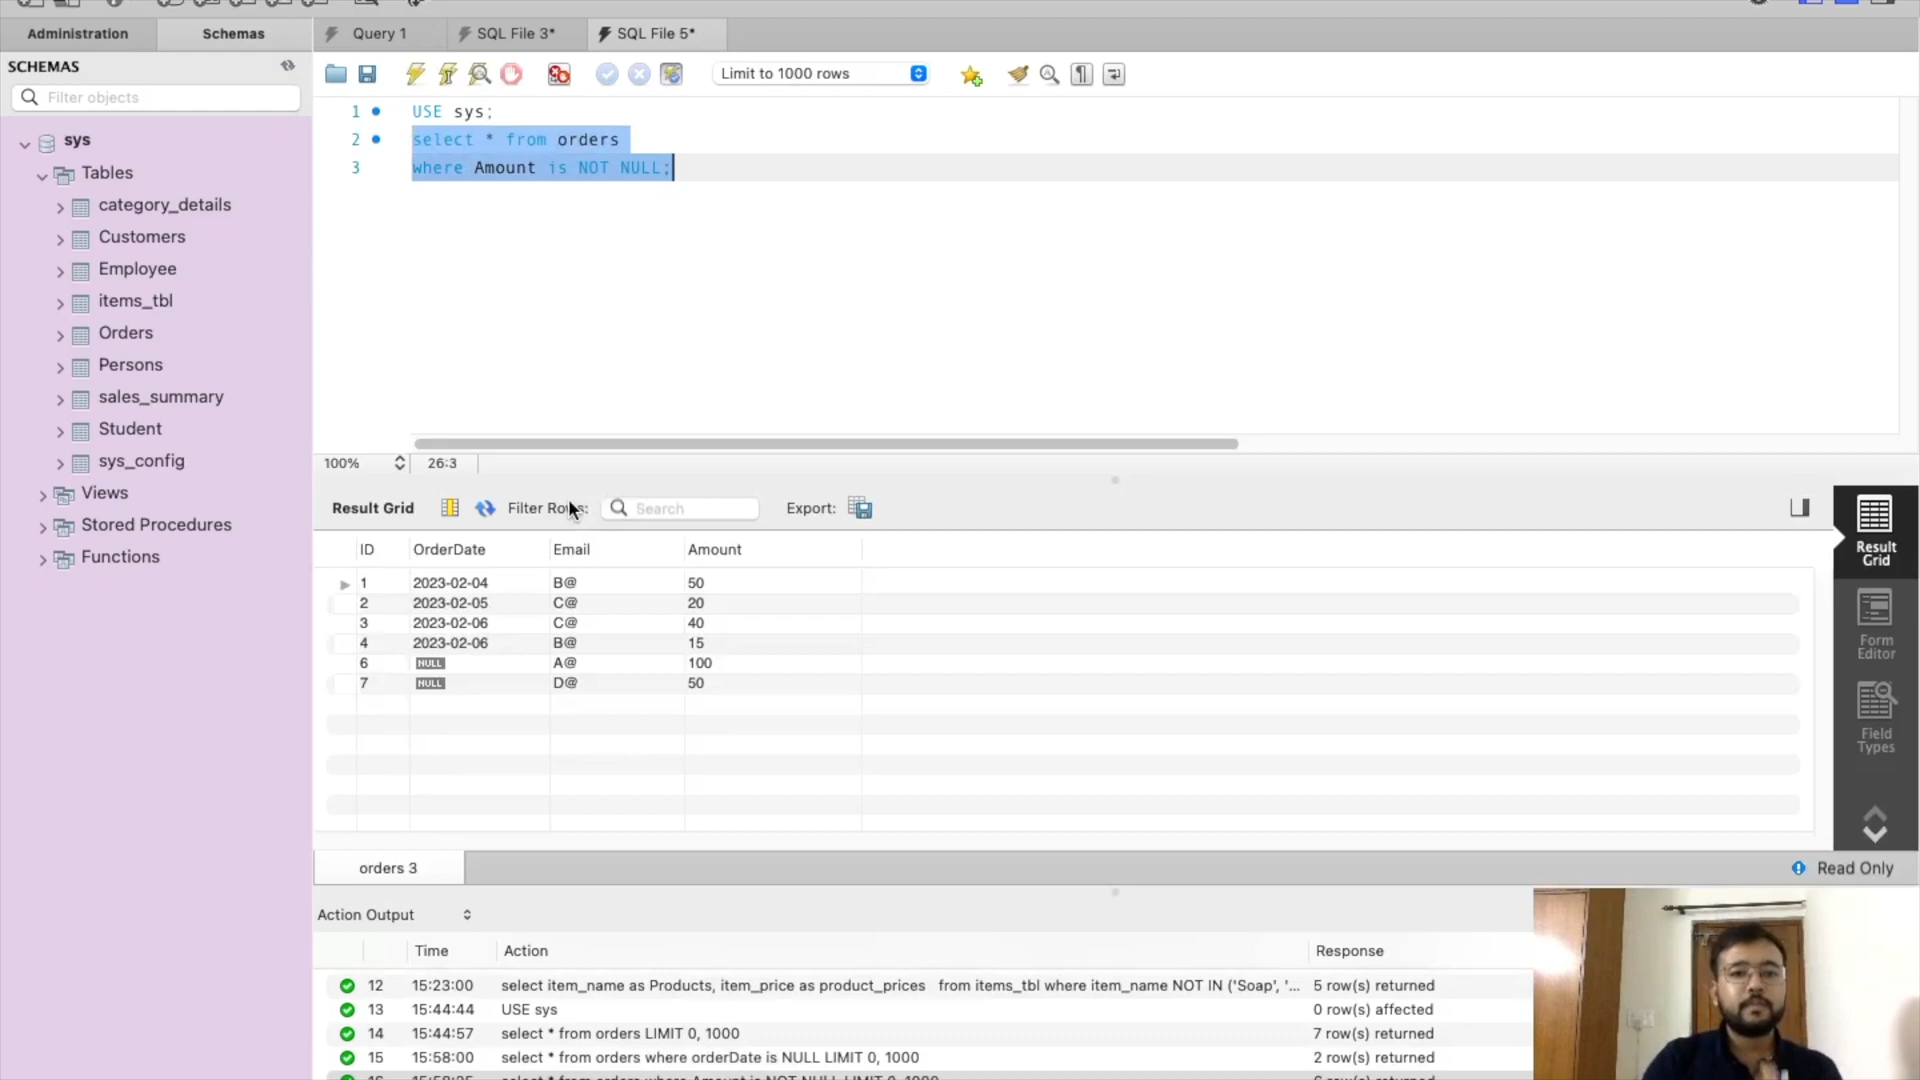 Administration Schemas Query 1 SQL File 3* SQL File 5*
SCHEMAS
Filter objects
Limit to 1000 rows
sys
Tables
category_details
Customers
Employee
items_tbl
Orders
Persons
sales_summary
Student
sys_config
Views
Stored Procedures
Functions
1 USE sys;
2 select * from orders
3 where Amount is NOT NULL;
100% 26:3
Result Grid Filter Rows: Search Export:
ID OrderDate Email Amount
1 2023-02-04 B@ 50
2 2023-02-05 C@ 20
3 2023-02-06 C@ 40
4 2023-02-06 B@ 15
6 NULL A@ 100
7 NULL D@ 50
Result Grid
Form Editor
Field Types
orders 3 Read Only
Action Output
Time Action Response
12 15:23:00 select item_name as Products, item_price as product_prices from items_tbl where item_name NOT IN ('Soap', '... 5 row(s) returned
13 15:44:44 USE sys 0 row(s) affected
14 15:44:57 select * from orders LIMIT 0, 1000 7 row(s) returned
15 15:58:00 select * from orders where orderDate is NULL LIMIT 0, 1000 2 row(s) returned